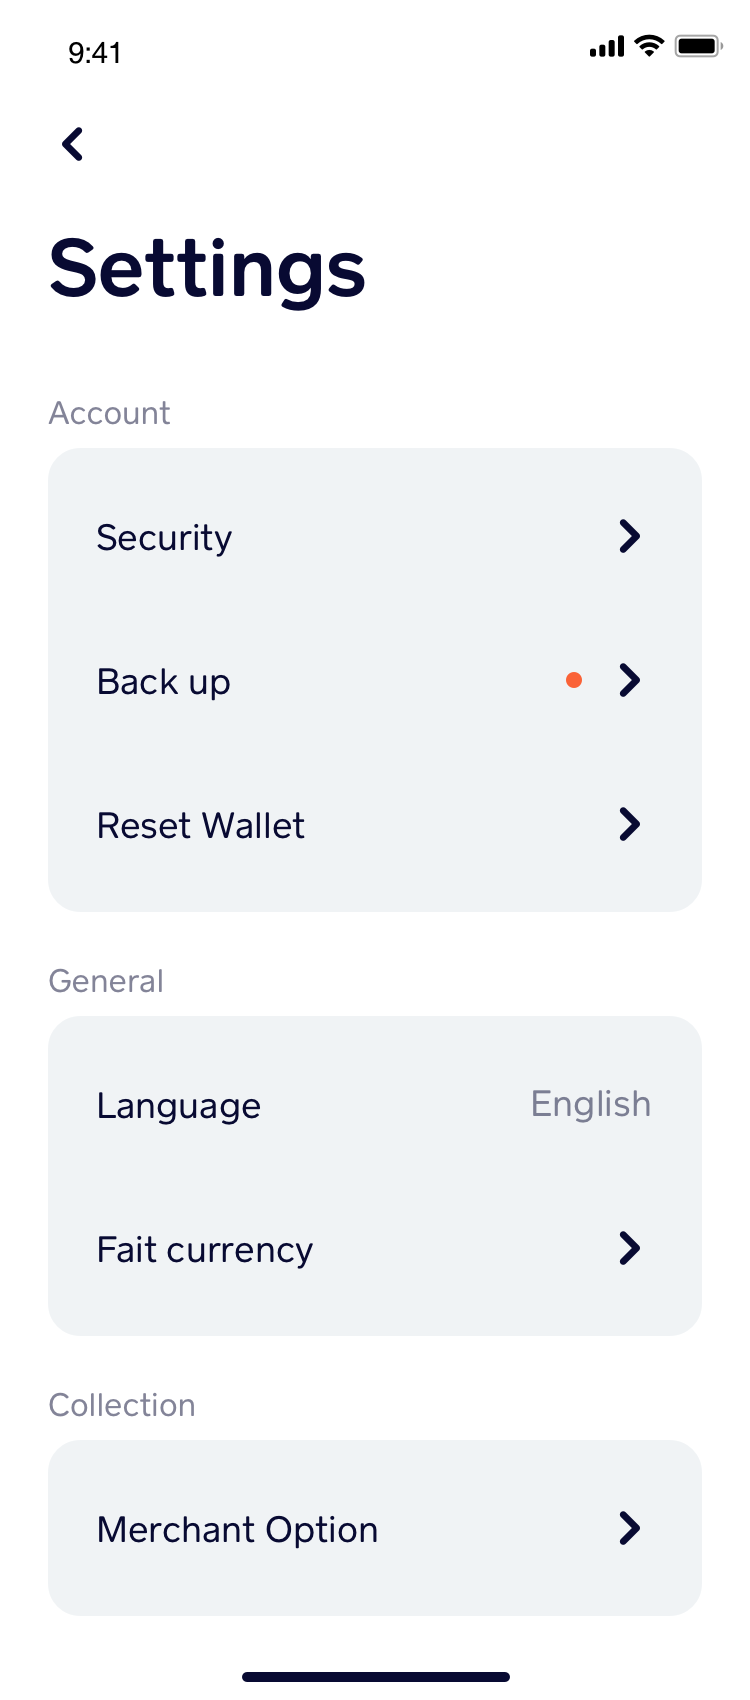 9:41
Settings
Account
Security
Back up
Reset Wallet
General
Language English
Fait currency
Collection
Merchant Option